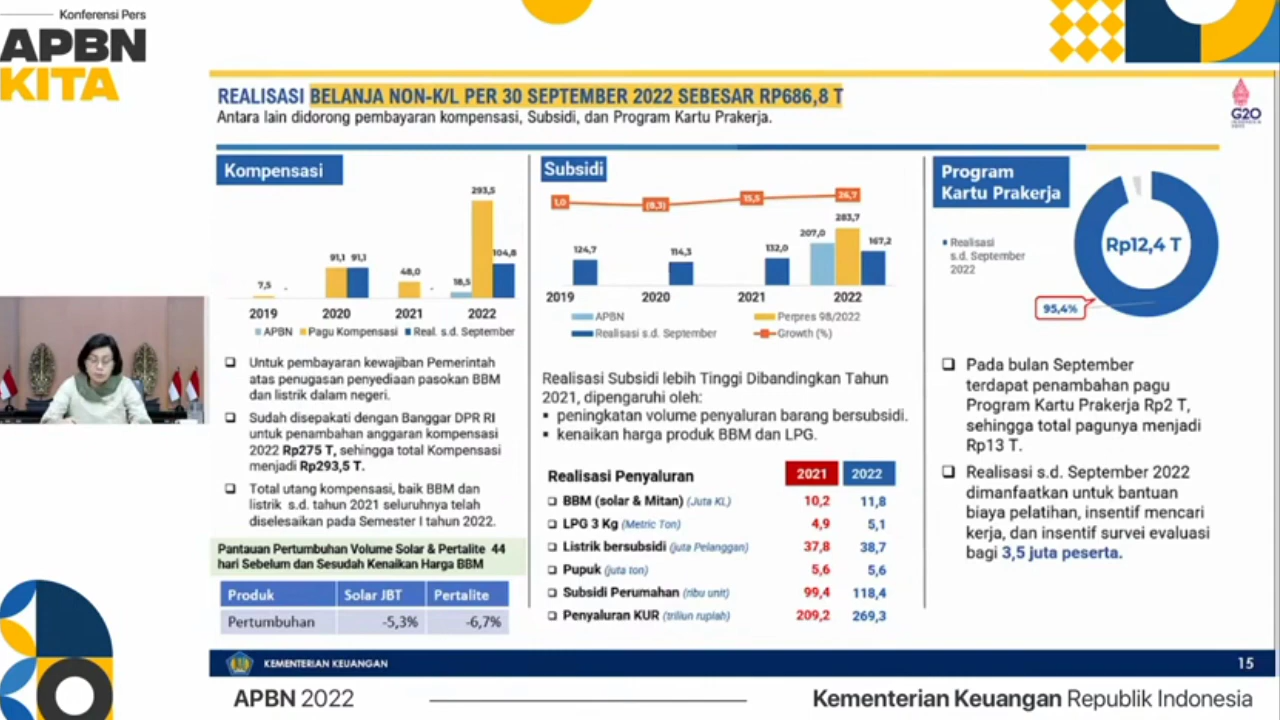 Konferensi Pers
APBN
KITA
REALISASI BELANJA NON-K/L PER 30 SEPTEMBER 2022 SEBESAR RP686,8 T
Antara lain didorong pembayaran kompensasi, Subsidi, dan Program Kartu Prakerja.
G20
Kompensasi
293,5
91,1 91,1
104,8
48,0
7,5 - - 18,5
2019 2020 2021 2022
APBN Pagu Kompensasi Real. s.d. September
❑ Untuk pembayaran kewajiban Pemerintah
atas penugasan penyediaan pasokan BBM
dan listrik dalam negeri.
❑ Sudah disepakati dengan Banggar DPR RI
untuk penambahan anggaran kompensasi
2022 Rp275 T, sehingga total Kompensasi
menjadi Rp293,5 T.
❑ Total utang kompensasi, baik BBM dan
listrik s.d. tahun 2021 seluruhnya telah
diselesaikan pada Semester I tahun 2022.
Pantauan Pertumbuhan Volume Solar & Pertalite 44
hari Sebelum dan Sesudah Kenaikan Harga BBM
Produk Solar JBT Pertalite
Pertumbuhan -5,3% -6,7%
Subsidi
1,0 (8,3) 15,5 26,7
283,7
207,0
167,2
124,7 114,3 132,0
2019 2020 2021 2022
APBN Perpres 98/2022
Realisasi s.d. September Growth (%)
Realisasi Subsidi lebih Tinggi Dibandingkan Tahun
2021, dipengaruhi oleh:
▪ peningkatan volume penyaluran barang bersubsidi.
▪ kenaikan harga produk BBM dan LPG.
Realisasi Penyaluran 2021 2022
❑ BBM (solar & Mitan) (Juta KL) 10,2 11,8
❑ LPG 3 Kg (Metric Ton) 4,9 5,1
❑ Listrik bersubsidi (juta Pelanggan) 37,8 38,7
❑ Pupuk (juta ton) 5,6 5,6
❑ Subsidi Perumahan (ribu unit) 99,4 118,4
❑ Penyaluran KUR (triliun rupiah) 209,2 269,3
Program
Kartu Prakerja
Realisasi
s.d. September
2022
Rp12,4 T
95,4%
❑ Pada bulan September
terdapat penambahan pagu
Program Kartu Prakerja Rp2 T,
sehingga total pagunya menjadi
Rp13 T.
❑ Realisasi s.d. September 2022
dimanfaatkan untuk bantuan
biaya pelatihan, insentif mencari
kerja, dan insentif survei evaluasi
bagi 3,5 juta peserta.
KEMENTERIAN KEUANGAN
15
APBN 2022
Kementerian Keuangan Republik Indonesia